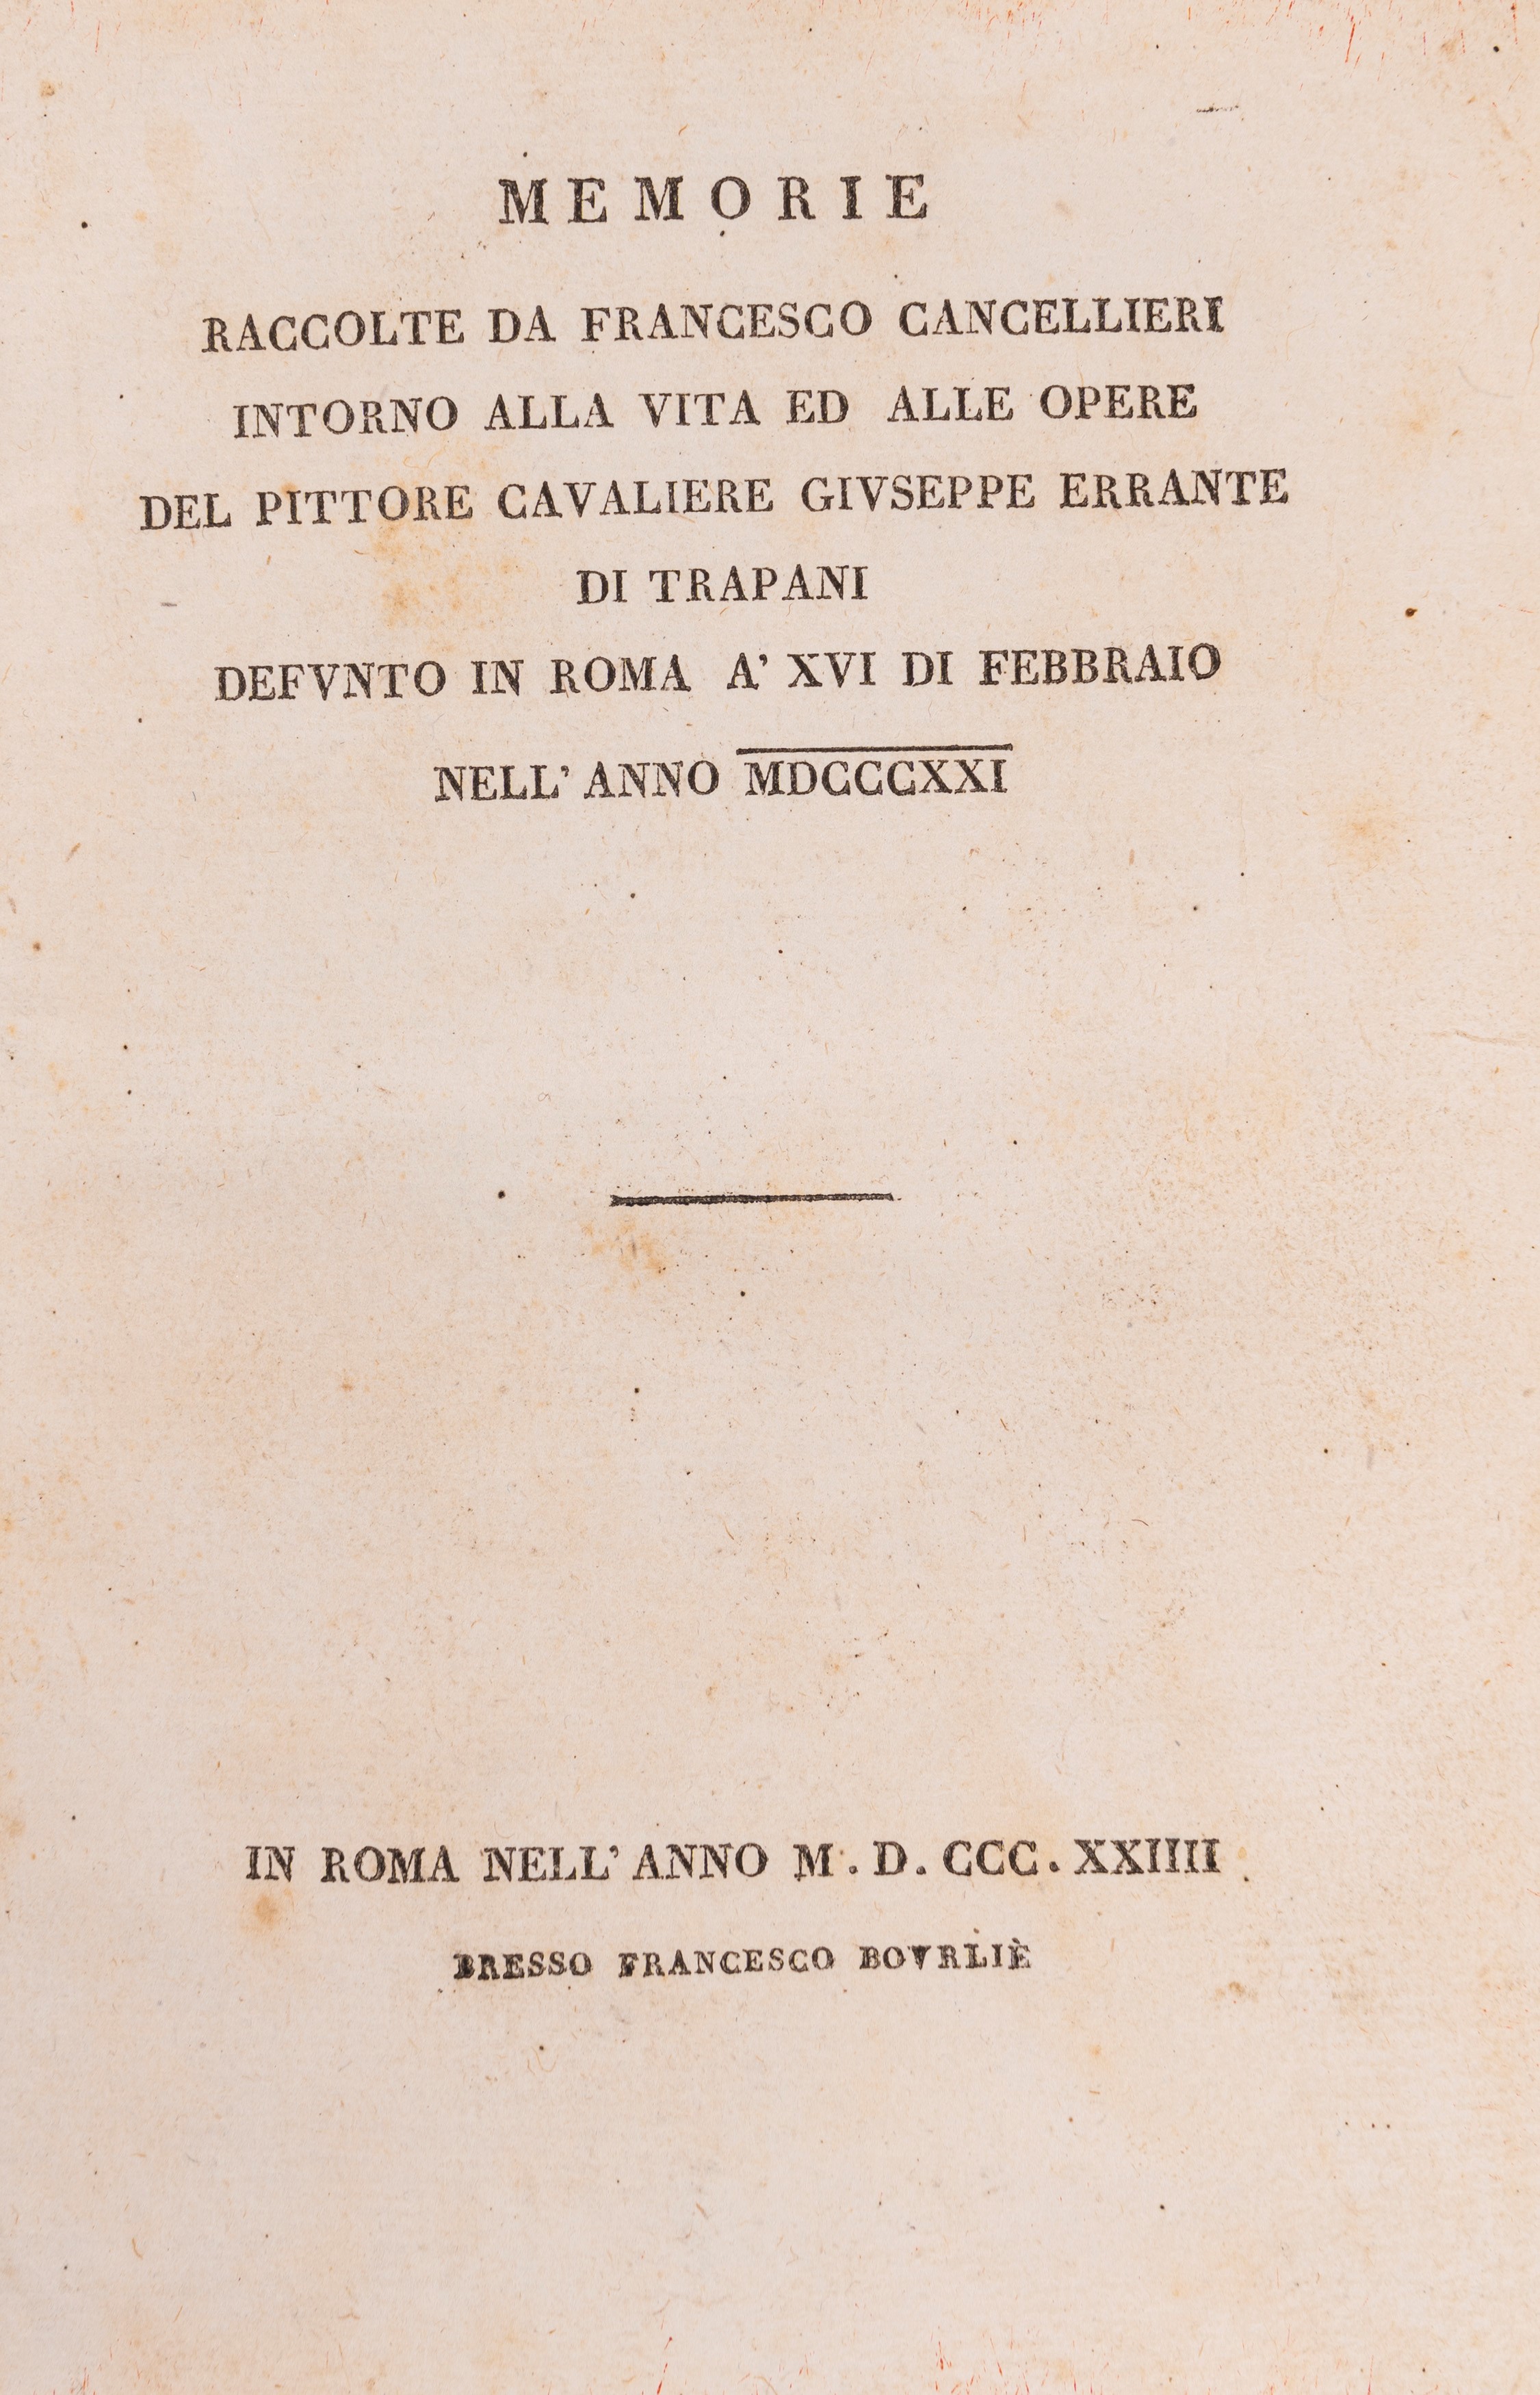 MEMORIE
RACCOLTE DA FRANCESCO CANCELLIERI
INTORNO ALLA VITA ED ALLE OPERE
DEL PITTORE CAVALIERE GIVSEPPE ERRANTE
DI TRAPANI
DEFVNTO IN ROMA A' XVI DI FEBBRAIO
NELL' ANNO MDCCCXXI
IN ROMA NELL' ANNO M. D. CCC. XXIIII.
PRESSO FRANCESCO BOVRLIÈ